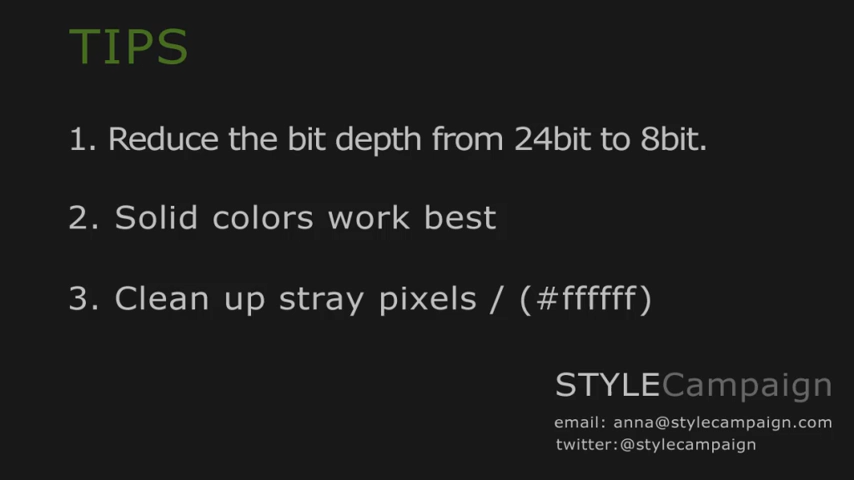 TIPS
1. Reduce the bit depth from 24bit to 8bit.
2. Solid colors work best
3. Clean up stray pixels / (#ffffff)
STYLECampaign
email: anna@stylecampaign.com
twitter:@stylecampaign